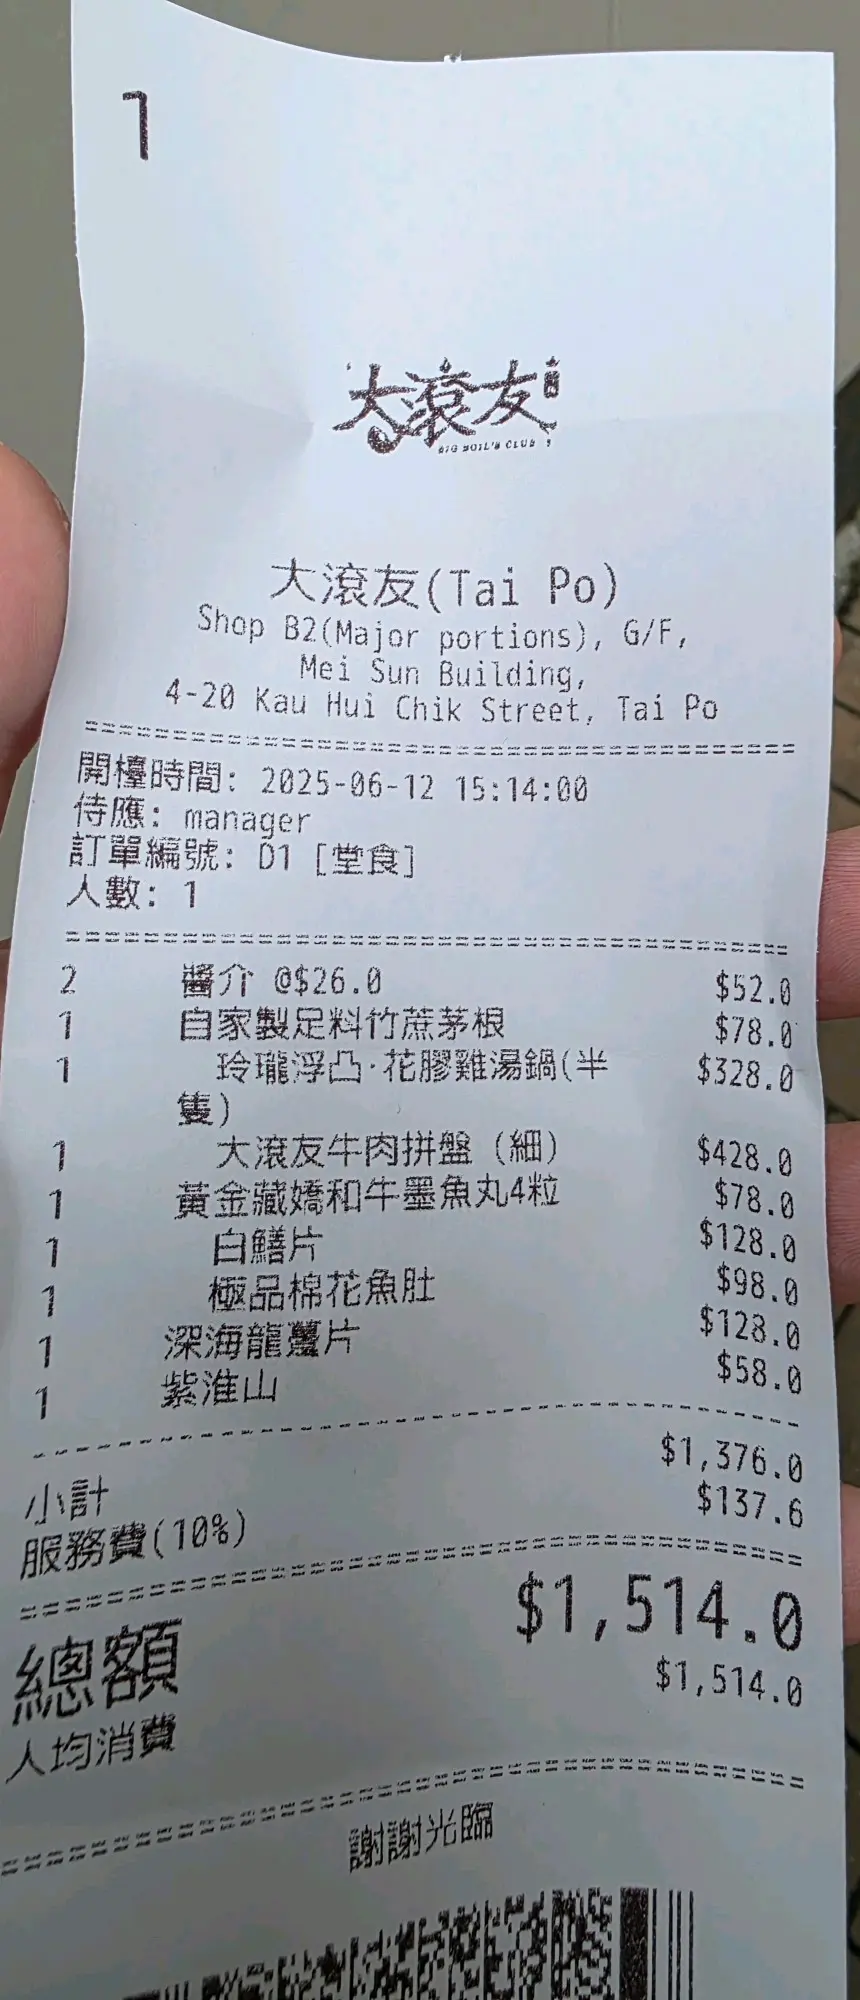 1
大滾友
BIG BOIL'S CLUB
大滾友(Tai Po)
Shop B2(Major portions), G/F,
Mei Sun Building,
4-20 Kau Hui Chik Street, Tai Po
開檯時間: 2025-06-12 15:14:00
侍應: manager
訂單編號: D1 [堂食]
人數: 1
2 醬介 @$26.0 $52.0
1 自家製足料竹蔗茅根 $78.0
1 玲瓏浮凸·花膠雞湯鍋(半 $328.0
隻)
1 大滾友牛肉拼盤 (細) $428.0
1 黃金藏嬌和牛墨魚丸4粒 $78.0
1 白鱔片 $128.0
1 極品棉花魚肚 $98.0
1 深海龍躉片 $128.0
1 紫淮山 $58.0
小計 $1,376.0
服務費(10%) $137.6
總額 $1,514.0
人均消費 $1,514.0
謝謝光臨